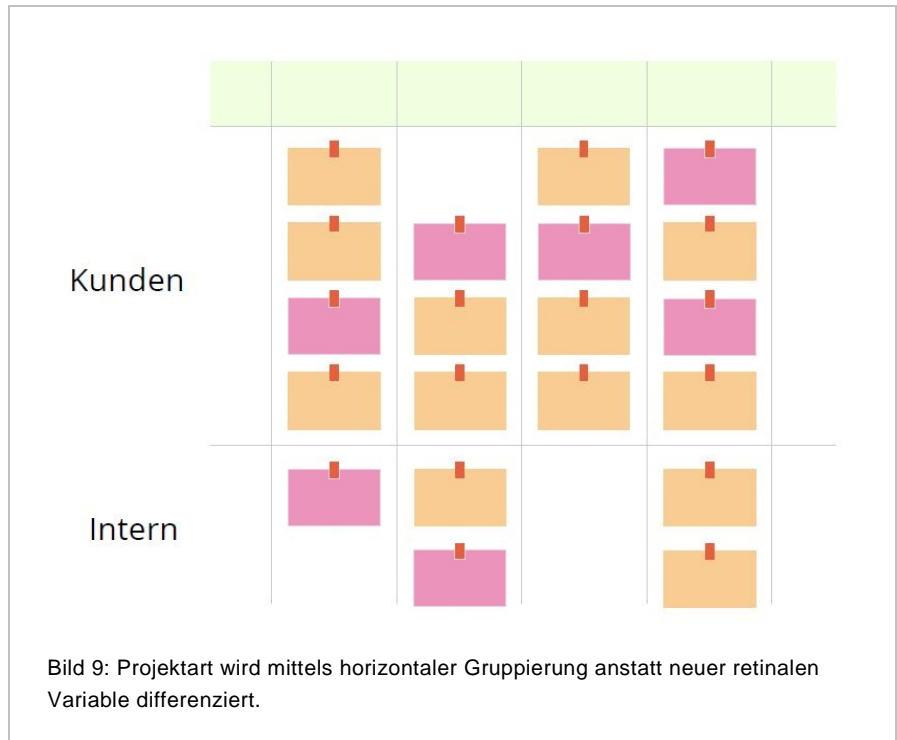 Kunden
Intern
Bild 9: Projektart wird mittels horizontaler Gruppierung anstatt neuer retinalen
Variable differenziert.